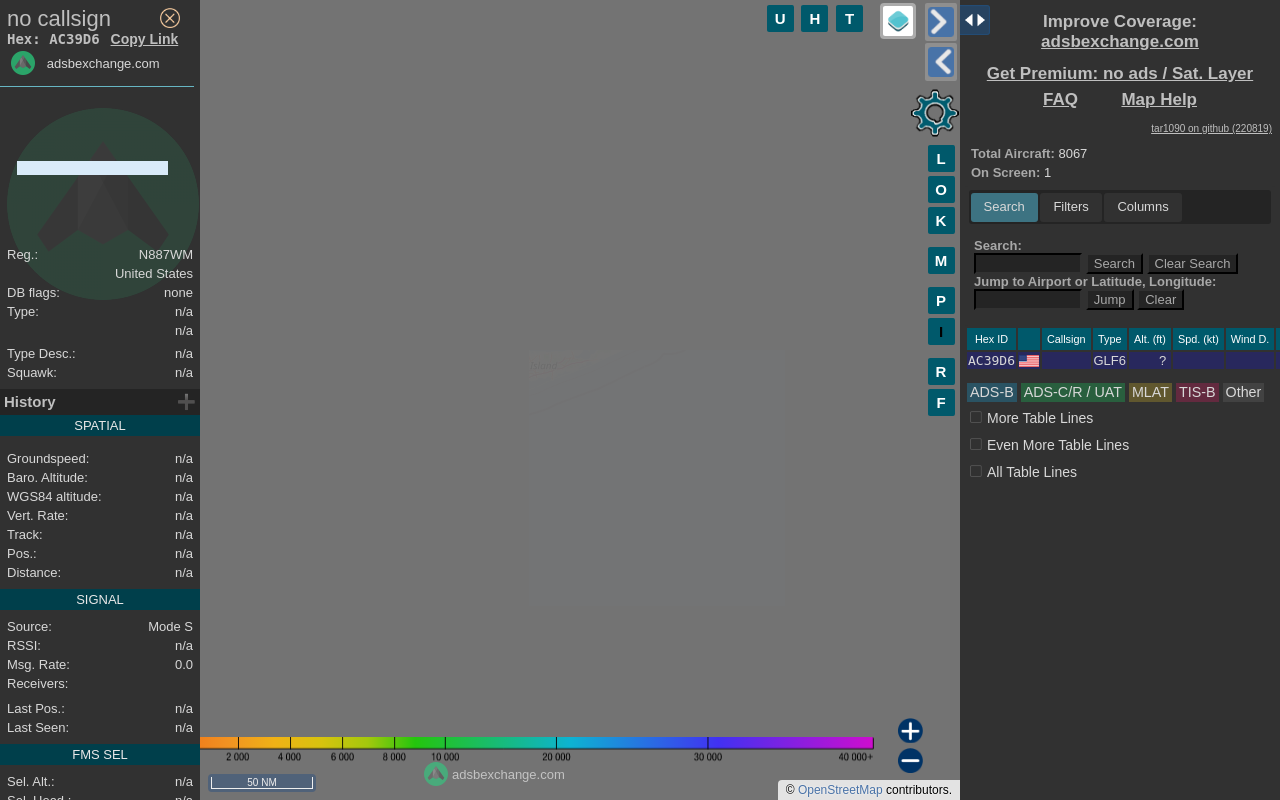 no callsign
Hex: AC39D6 Copy Link
adsbexchange.com
Reg.: N887WM
United States
DB flags: none
Type: n/a
n/a
Type Desc.: n/a
Squawk: n/a
History
SPATIAL
Groundspeed: n/a
Baro. Altitude: n/a
WGS84 altitude: n/a
Vert. Rate: n/a
Track: n/a
Pos.: n/a
Distance: n/a
SIGNAL
Source: Mode S
RSSI: n/a
Msg. Rate: 0.0
Receivers:
Last Pos.: n/a
Last Seen: n/a
FMS SEL
Sel. Alt.: n/a
Sel. Head.: n/a
U H T
L
O
K
M
P
I
R
F
2 000 4 000 6 000 8 000 10 000 20 000 30 000 40 000+
adsbexchange.com
50 NM
© OpenStreetMap contributors.
Improve Coverage:
adsbexchange.com
Get Premium: no ads / Sat. Layer
FAQ Map Help
tar1090 on github (220819)
Total Aircraft: 8067
On Screen: 1
Search Filters Columns
Search:
Search Clear Search
Jump to Airport or Latitude, Longitude:
Jump Clear
Hex ID Callsign Type Alt. (ft) Spd. (kt) Wind D.
AC39D6 GLF6 ?
ADS-B ADS-C/R / UAT MLAT TIS-B Other
More Table Lines
Even More Table Lines
All Table Lines